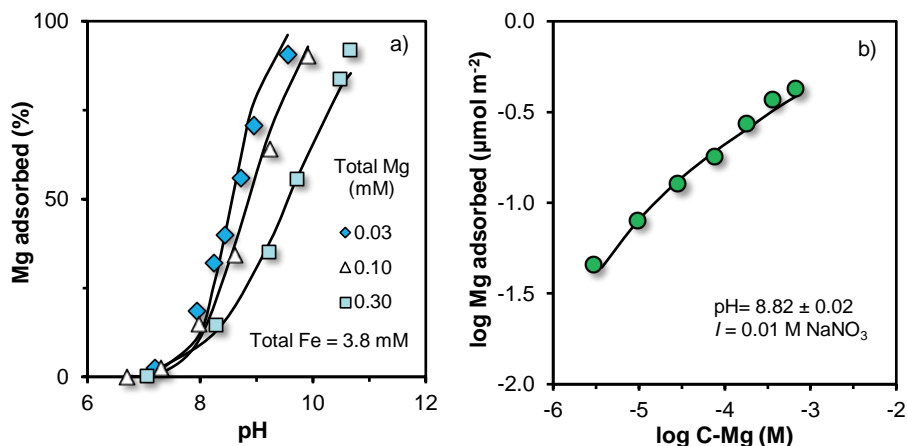 a)
100
50
0
Mg adsorbed (%)
Total Mg
(mM)
0.03
0.10
0.30
Total Fe = 3.8 mM
6 8 10 12
pH
b)
0.0
-0.5
-1.0
-1.5
-2.0
log Mg adsorbed (µmol m⁻²)
pH= 8.82 ± 0.02
I = 0.01 M NaNO₃
-6 -5 -4 -3 -2
log C-Mg (M)